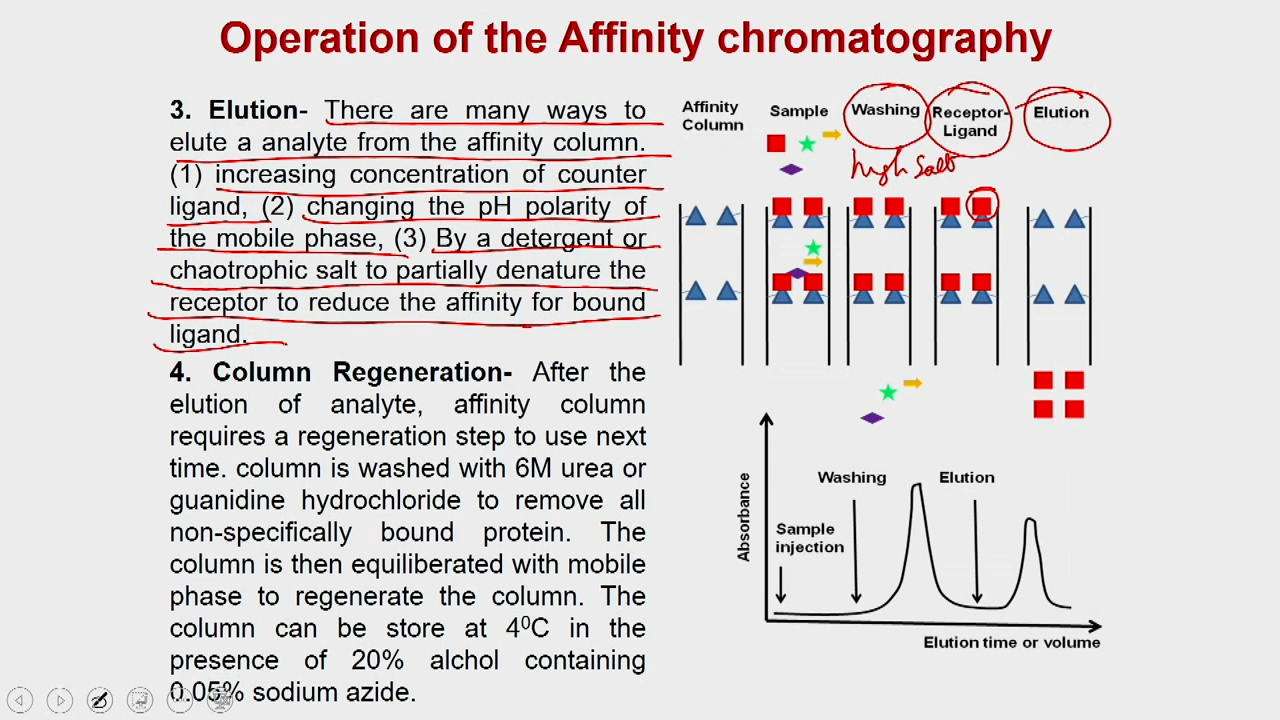 Operation of the Affinity chromatography
3. Elution- There are many ways to
elute a analyte from the affinity column.
(1) increasing concentration of counter
ligand, (2) changing the pH polarity of
the mobile phase, (3) By a detergent or
chaotrophic salt to partially denature the
receptor to reduce the affinity for bound
ligand.
4. Column Regeneration- After the
elution of analyte, affinity column
requires a regeneration step to use next
time. column is washed with 6M urea or
guanidine hydrochloride to remove all
non-specifically bound protein. The
column is then equiliberated with mobile
phase to regenerate the column. The
column can be store at 4⁰C in the
presence of 20% alchol containing
0.05% sodium azide.
Affinity
Column
Sample
Washing
Receptor-
Ligand
Elution
high Salt
Absorbance
Sample
injection
Washing
Elution
Elution time or volume